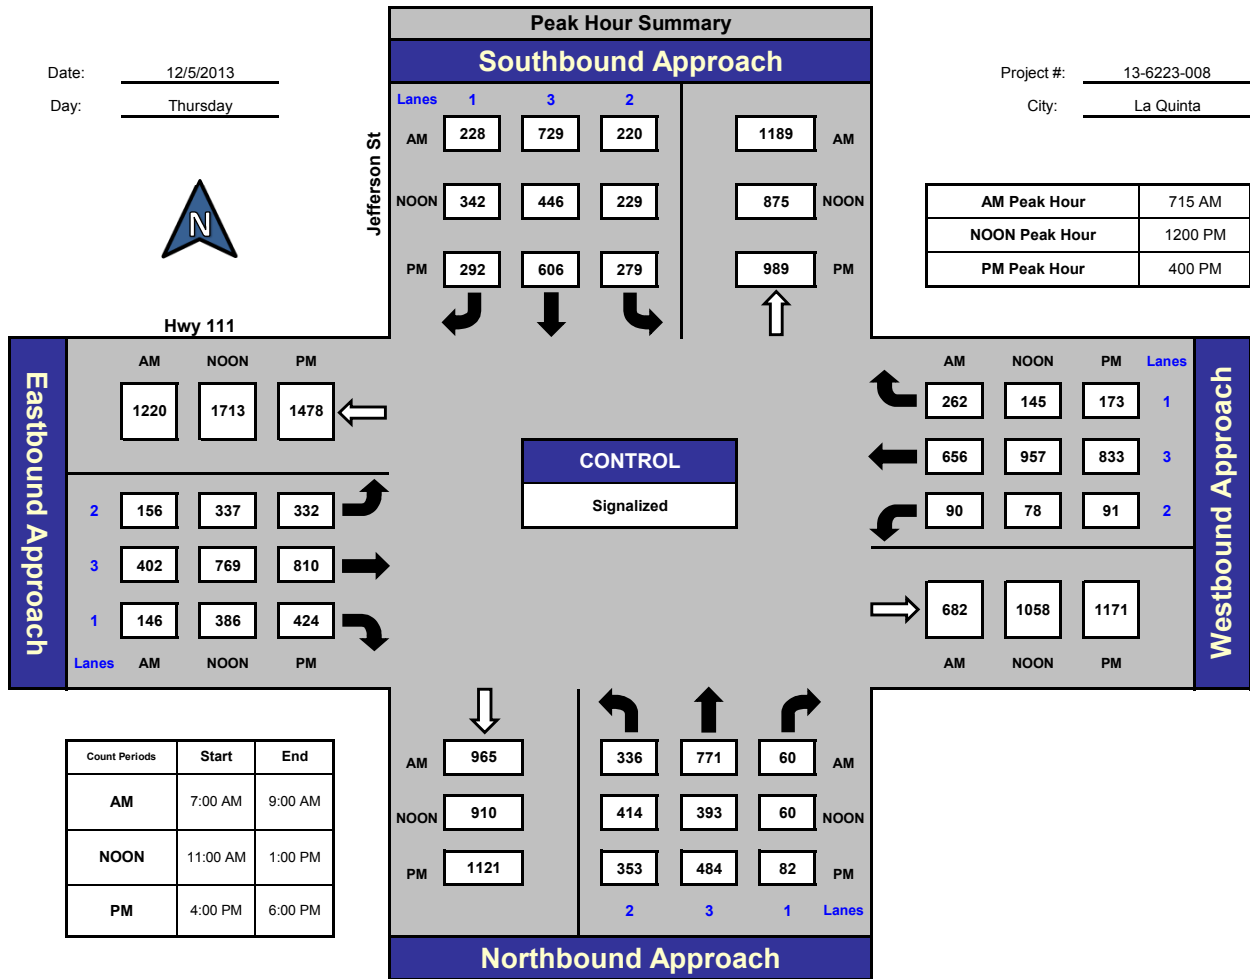 Peak Hour Summary
Southbound Approach
Date: 12/5/2013
Day: Thursday
Project #: 13-6223-008
City: La Quinta
Jefferson St
N
Lanes 1 3 2
AM 228 729 220 1189 AM
NOON 342 446 229 875 NOON
PM 292 606 279 989 PM
AM Peak Hour 715 AM
NOON Peak Hour 1200 PM
PM Peak Hour 400 PM
Hwy 111
Eastbound Approach
AM NOON PM
1220 1713 1478
2 156 337 332
3 402 769 810
1 146 386 424
Lanes AM NOON PM
CONTROL
Signalized
AM NOON PM Lanes
262 145 173 1
656 957 833 3
90 78 91 2
682 1058 1171
AM NOON PM
Westbound Approach
Count Periods Start End
AM 7:00 AM 9:00 AM
NOON 11:00 AM 1:00 PM
PM 4:00 PM 6:00 PM
AM 965 336 771 60 AM
NOON 910 414 393 60 NOON
PM 1121 353 484 82 PM
2 3 1 Lanes
Northbound Approach